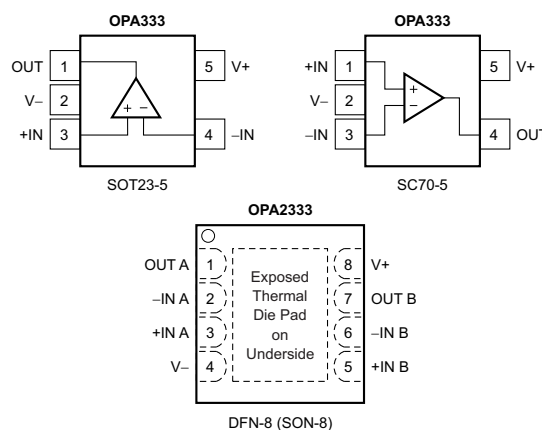 OPA333
OUT 1
5 V+
V– 2
+IN 3
+ –
4 –IN
SOT23-5
OPA333
+IN 1
5 V+
V– 2
+
–
–IN 3
4 OUT
SC70-5
OPA2333
OUT A 1
8 V+
–IN A 2
7 OUT B
+IN A 3
6 –IN B
V– 4
5 +IN B
Exposed
Thermal
Die Pad
on
Underside
DFN-8 (SON-8)